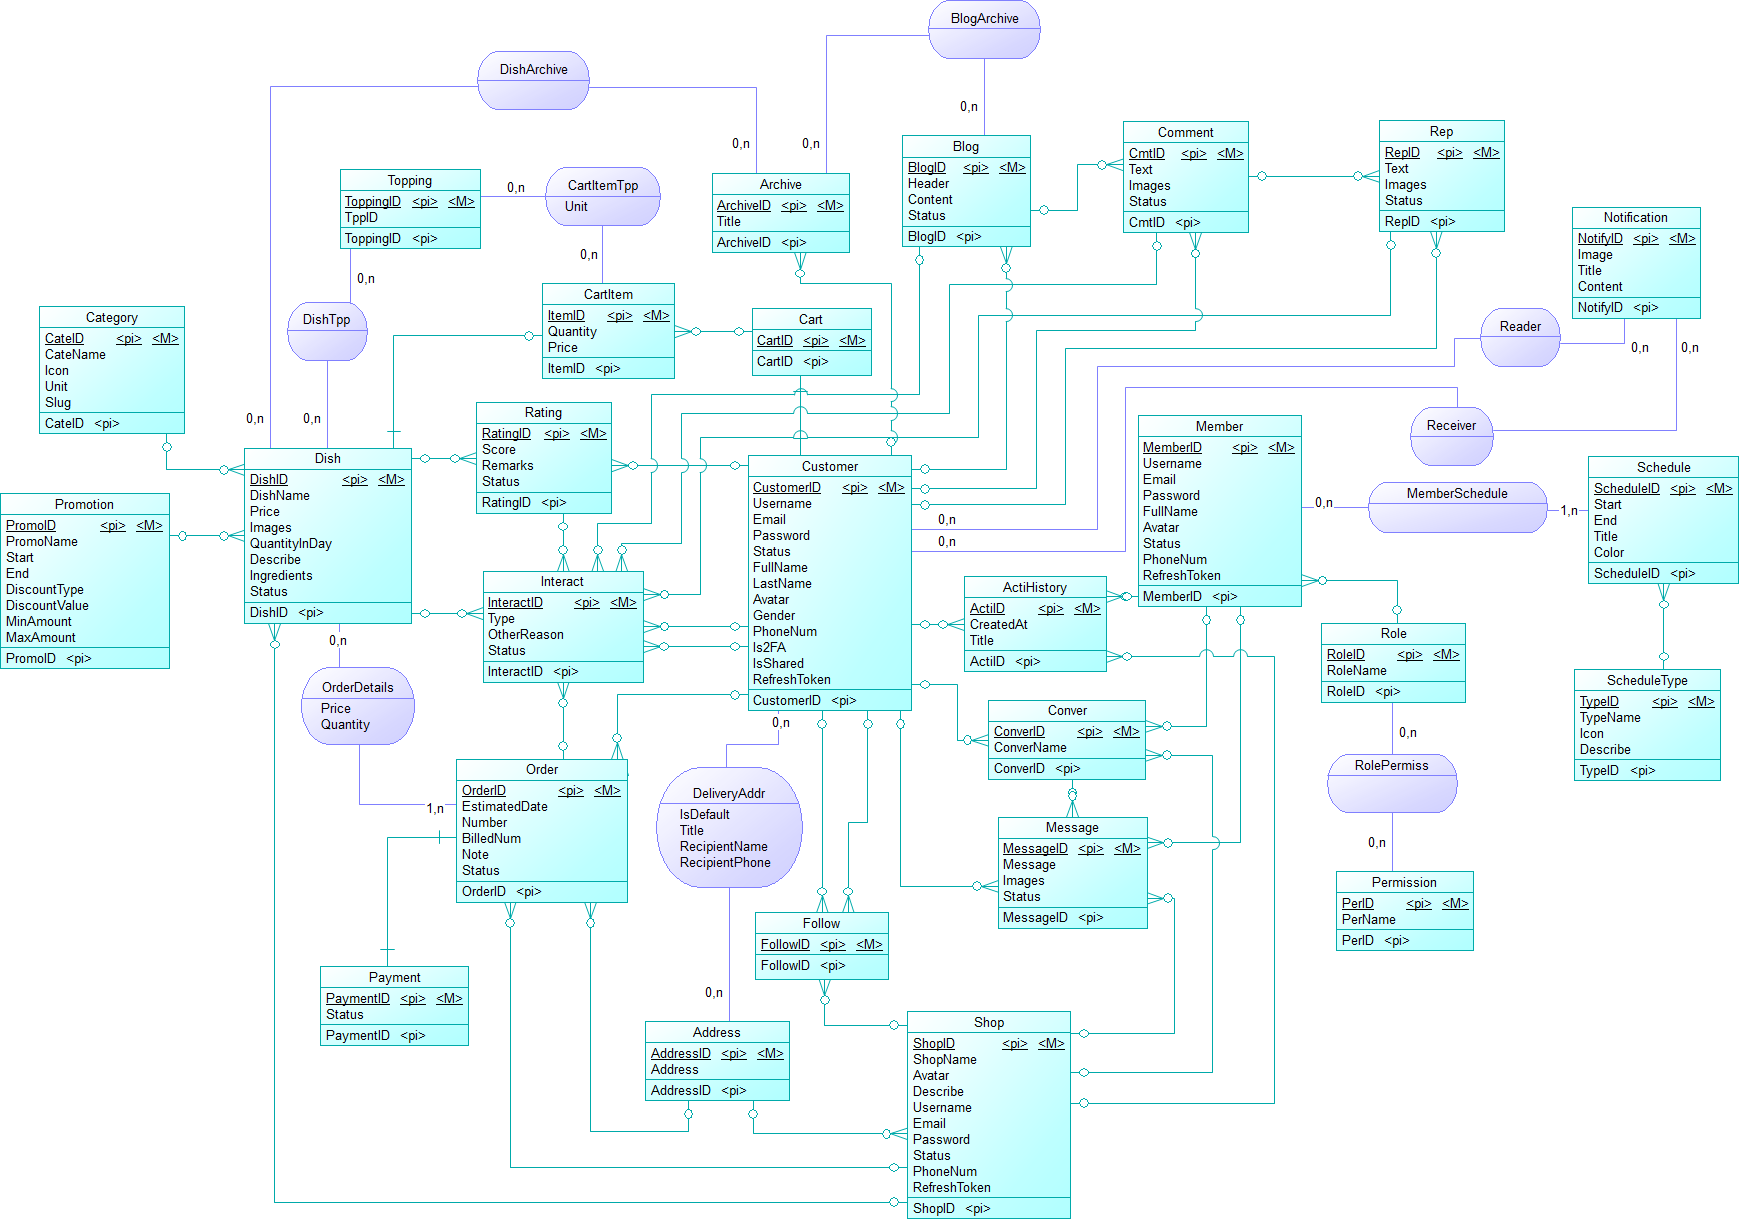 BlogArchive
0,n
0,n
DishArchive
0,n
0,n
Topping
ToppingID <pi> <M>
TppID
ToppingID <pi>
0,n
CartItemTpp
Unit
0,n
0,n
Archive
ArchiveID <pi> <M>
Title
ArchiveID <pi>
Blog
BlogID <pi> <M>
Header
Content
Status
BlogID <pi>
Comment
CmtID <pi> <M>
Text
Images
Status
CmtID <pi>
Rep
RepID <pi> <M>
Text
Images
Status
RepID <pi>
Notification
NotifyID <pi> <M>
Image
Title
Content
NotifyID <pi>
Reader
0,n
0,n
Category
CateID <pi> <M>
CateName
Icon
Unit
Slug
CateID <pi>
DishTpp
0,n
CartItem
ItemID <pi> <M>
Quantity
Price
ItemID <pi>
Cart
CartID <pi> <M>
CartID <pi>
Rating
RatingID <pi> <M>
Score
Remarks
Status
RatingID <pi>
Receiver
Member
MemberID <pi> <M>
Username
Email
Password
FullName
Avatar
Status
PhoneNum
RefreshToken
MemberID <pi>
0,n
MemberSchedule
1,n
Schedule
ScheduleID <pi> <M>
Start
End
Title
Color
ScheduleID <pi>
Promotion
PromoID <pi> <M>
PromoName
Start
End
DiscountType
DiscountValue
MinAmount
MaxAmount
PromoID <pi>
Dish
DishID <pi> <M>
DishName
Price
Images
QuantityInDay
Describe
Ingredients
Status
DishID <pi>
0,n
Customer
CustomerID <pi> <M>
Username
Email
Password
Status
FullName
LastName
Avatar
Gender
PhoneNum
Is2FA
IsShared
RefreshToken
CustomerID <pi>
0,n
0,n
0,n
Interact
InteractID <pi> <M>
Type
OtherReason
Status
InteractID <pi>
ActiHistory
ActiID <pi> <M>
CreatedAt
Title
ActiID <pi>
Role
RoleID <pi> <M>
RoleName
RoleID <pi>
0,n
ScheduleType
TypeID <pi> <M>
TypeName
Icon
Describe
TypeID <pi>
OrderDetails
Price
Quantity
1,n
Conver
ConverID <pi> <M>
ConverName
ConverID <pi>
RolePermiss
0,n
Order
OrderID <pi> <M>
EstimatedDate
Number
BilledNum
Note
Status
OrderID <pi>
DeliveryAddr
IsDefault
Title
RecipientName
RecipientPhone
0,n
Message
MessageID <pi> <M>
Message
Images
Status
MessageID <pi>
Permission
PerID <pi> <M>
PerName
PerID <pi>
Follow
FollowID <pi> <M>
FollowID <pi>
Payment
PaymentID <pi> <M>
Status
PaymentID <pi>
Address
AddressID <pi> <M>
Address
AddressID <pi>
Shop
ShopID <pi> <M>
ShopName
Avatar
Describe
Username
Email
Password
Status
PhoneNum
RefreshToken
ShopID <pi>